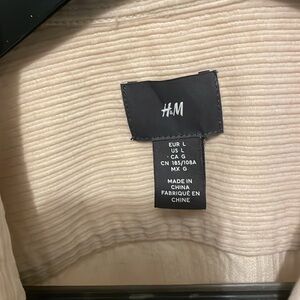 H&M
EUR L
US L
CA G
CN 185/108A
MX G
MADE IN
CHINA
FABRIQUÉ EN
CHINE